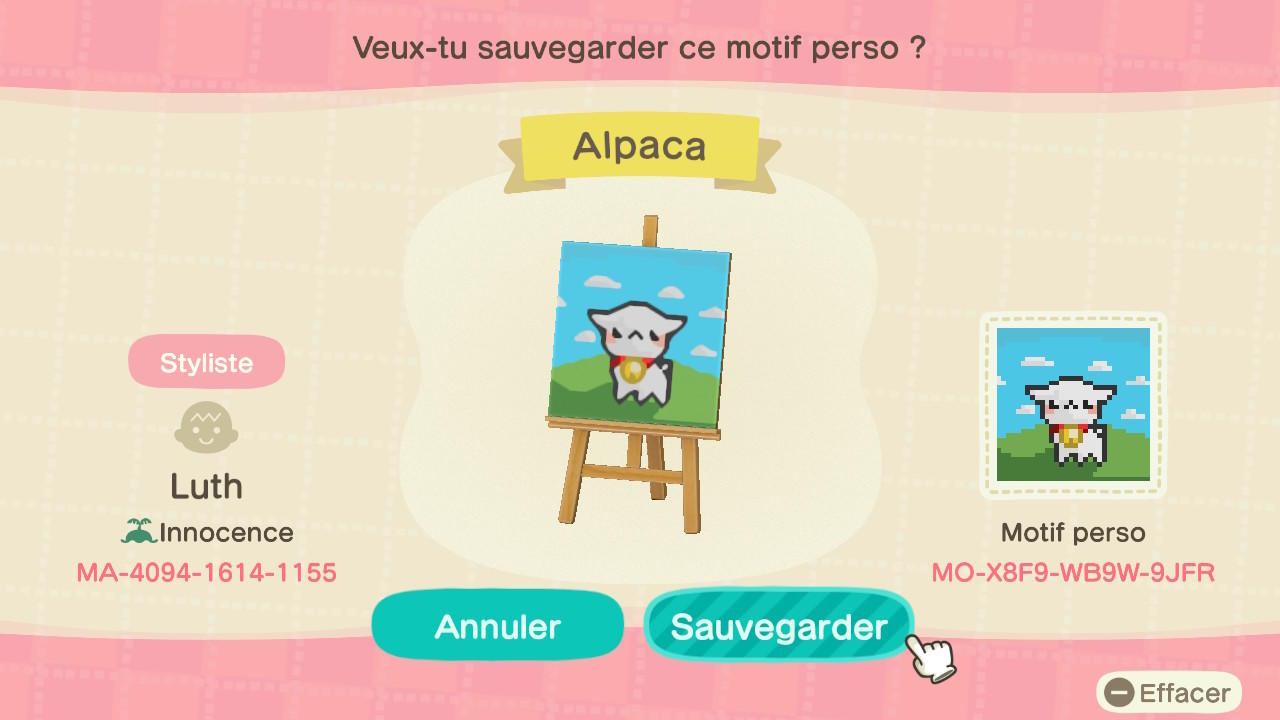 Veux-tu sauvegarder ce motif perso ?
Alpaca
Styliste
Luth
Innocence
MA-4094-1614-1155
Motif perso
MO-X8F9-WB9W-9JFR
Annuler
Sauvegarder
Effacer